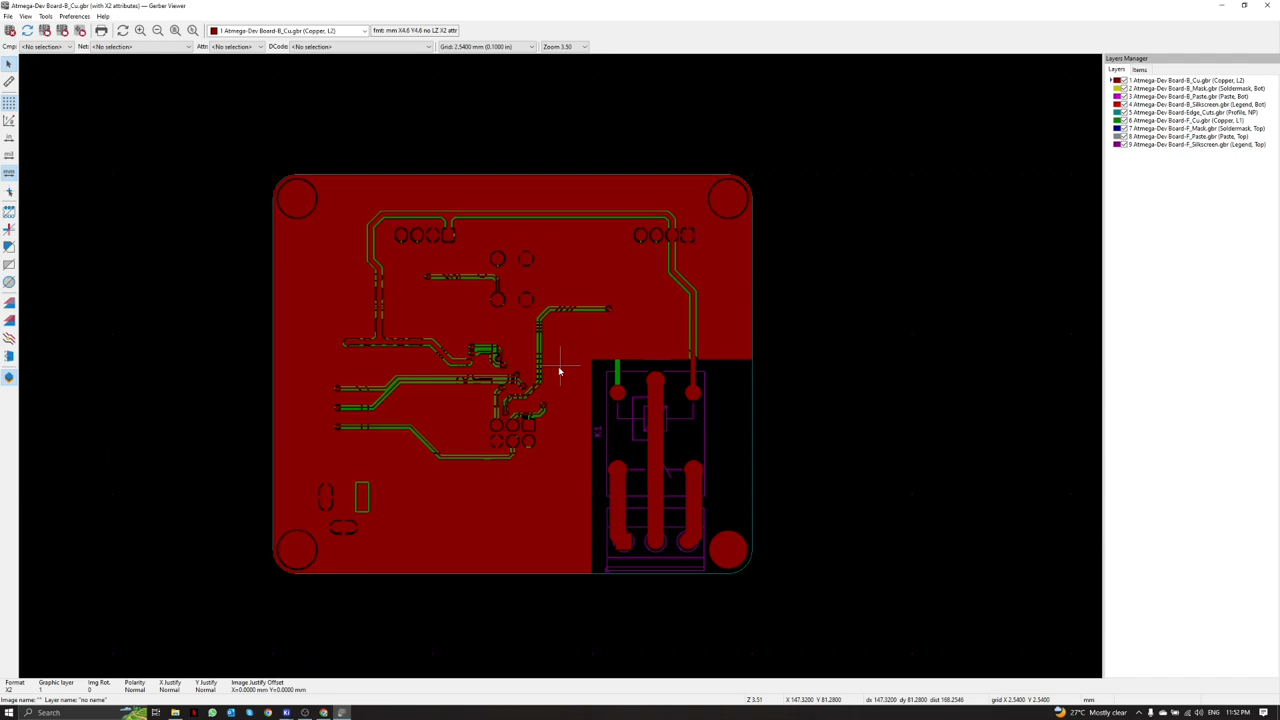 Atmega-Dev Board-B_Cu.gbr (with X2 attributes) — Gerber Viewer
File View Tools Preferences Help
1 Atmega-Dev Board-B_Cu.gbr (Copper, L2) fmt: mm X4.6 Y4.6 no LZ X2 attr
Cmp: <No selection> Net: <No selection> Attr: <No selection> DCode: <No selection> Grid: 2.5400 mm (0.1000 in) Zoom 3.50
in
mil
mm
K1
Layers Manager
Layers Items
1 Atmega-Dev Board-B_Cu.gbr (Copper, L2)
2 Atmega-Dev Board-B_Mask.gbr (Soldermask, Bot)
3 Atmega-Dev Board-B_Paste.gbr (Paste, Bot)
4 Atmega-Dev Board-B_Silkscreen.gbr (Legend, Bot)
5 Atmega-Dev Board-Edge_Cuts.gbr (Profile, NP)
6 Atmega-Dev Board-F_Cu.gbr (Copper, L1)
7 Atmega-Dev Board-F_Mask.gbr (Soldermask, Top)
8 Atmega-Dev Board-F_Paste.gbr (Paste, Top)
9 Atmega-Dev Board-F_Silkscreen.gbr (Legend, Top)
Format Graphic layer Img Rot. Polarity X Justify Y Justify Image Justify Offset
X2 1 0 Normal Normal Normal X=0.0000 mm Y=0.0000 mm
Image name: "" Layer name: "no name" Z 3.51 X 147.3200 Y 81.2800 dx 147.3200 dy 81.2800 dist 168.2546 grid X 2.5400 Y 2.5400 mm
Search 27°C Mostly clear ENG 11:52 PM